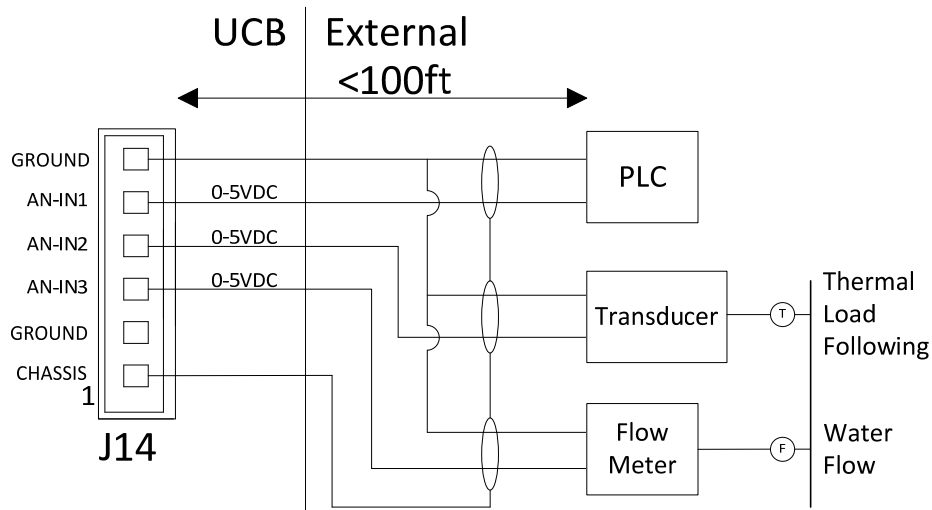 UCB
External
<100ft
GROUND
AN-IN1
0-5VDC
AN-IN2
0-5VDC
AN-IN3
0-5VDC
GROUND
CHASSIS
1
J14
PLC
Transducer
T
Thermal
Load
Following
Flow
Meter
F
Water
Flow